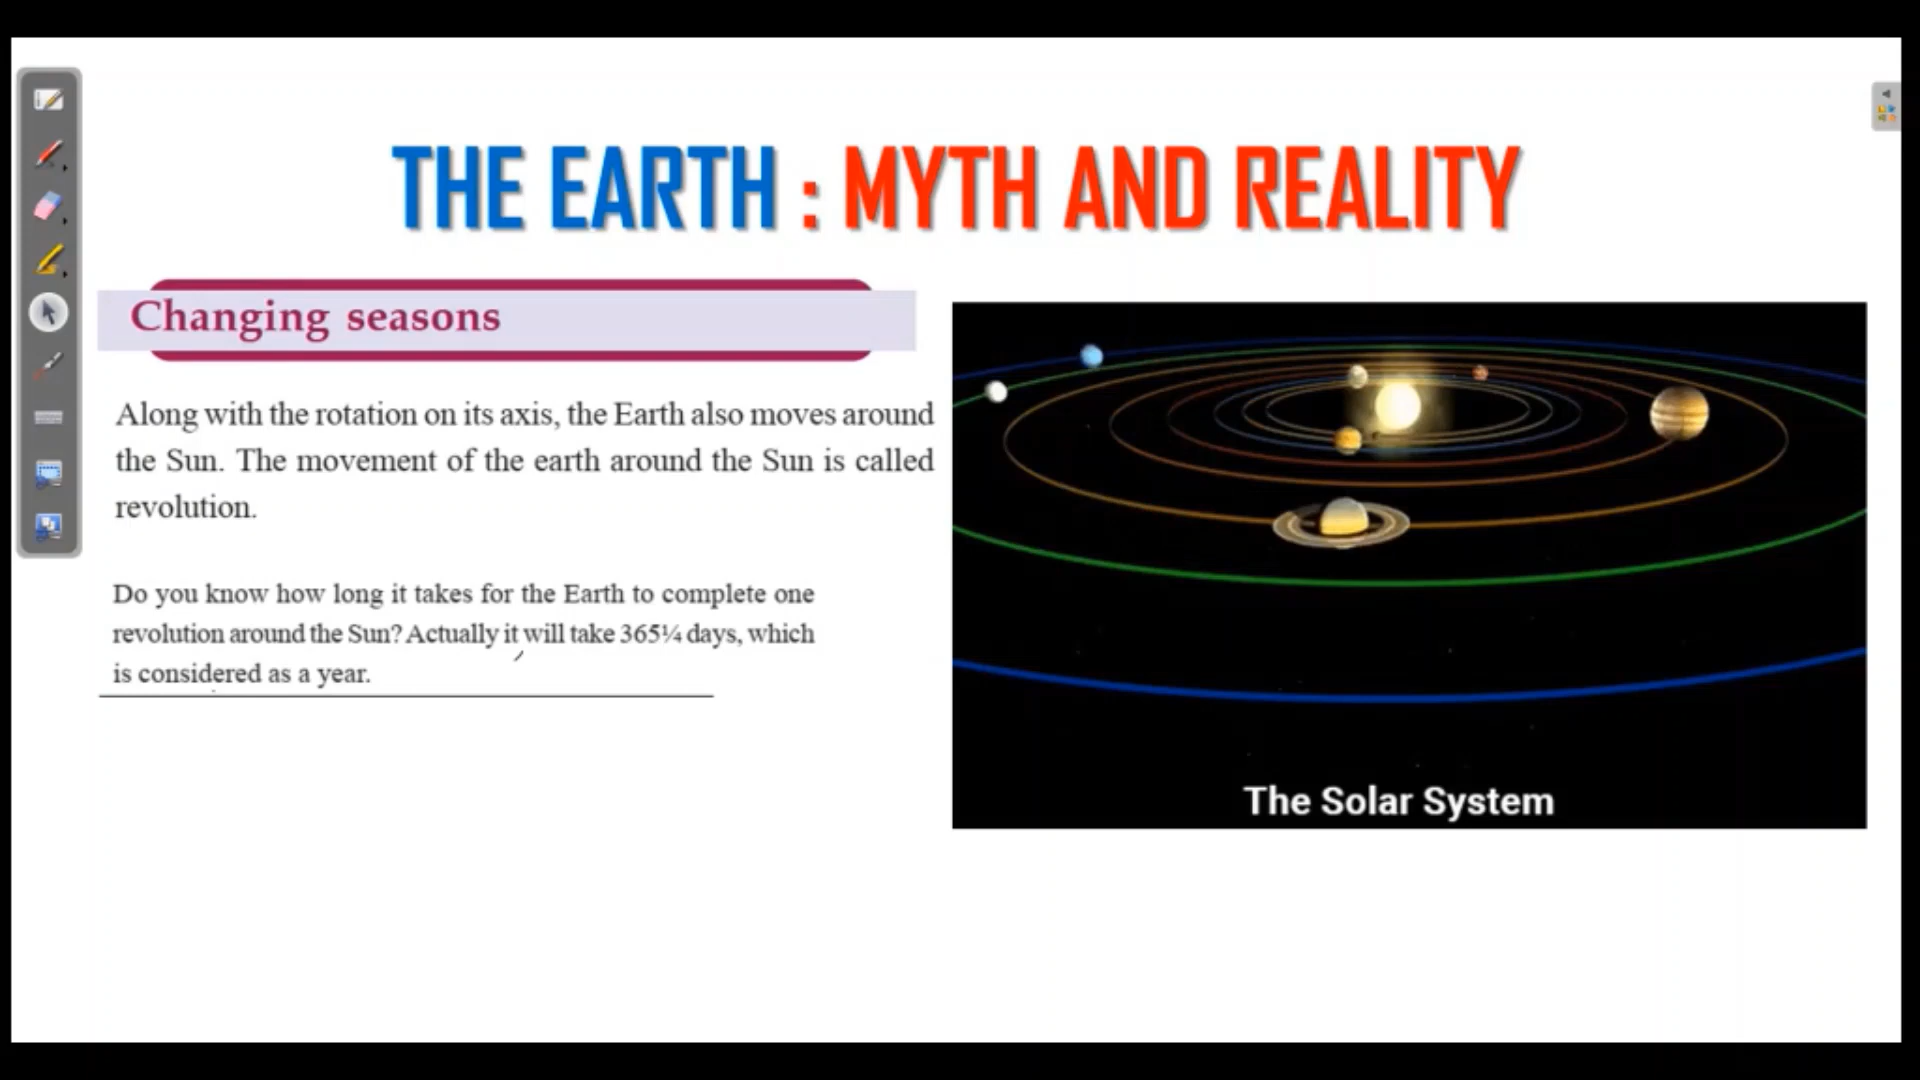 THE EARTH : MYTH AND REALITY
Changing seasons
Along with the rotation on its axis, the Earth also moves around
the Sun. The movement of the earth around the Sun is called
revolution.
Do you know how long it takes for the Earth to complete one
revolution around the Sun? Actually it will take 365¼ days, which
is considered as a year.
The Solar System